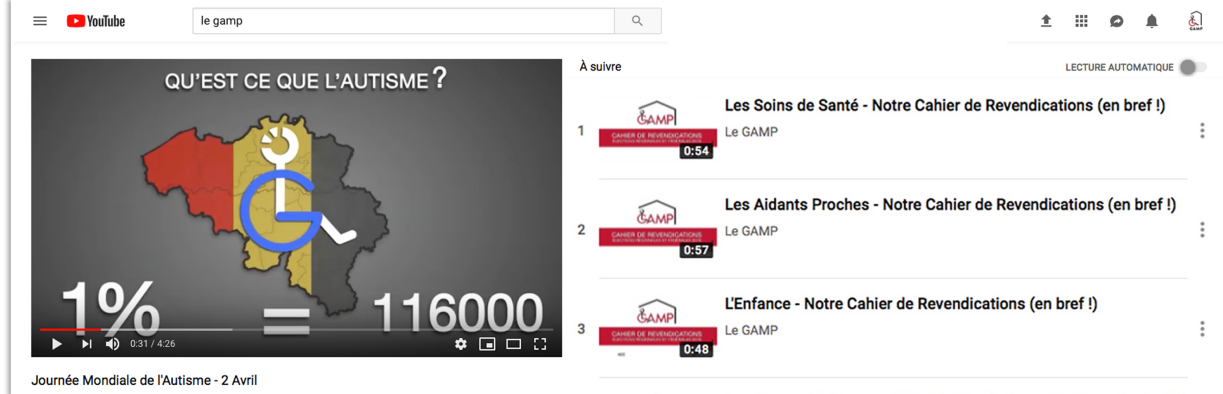 YouTube
le gamp
GAMP
QU'EST CE QUE L'AUTISME ?
1% = 116000
0:31 / 4:26
Journée Mondiale de l'Autisme - 2 Avril
À suivre
LECTURE AUTOMATIQUE
1
GAMP
CAHIER DE REVENDICATIONS
0:54
Les Soins de Santé - Notre Cahier de Revendications (en bref !)
Le GAMP
2
GAMP
CAHIER DE REVENDICATIONS
0:57
Les Aidants Proches - Notre Cahier de Revendications (en bref !)
Le GAMP
3
GAMP
CAHIER DE REVENDICATIONS
0:48
L'Enfance - Notre Cahier de Revendications (en bref !)
Le GAMP